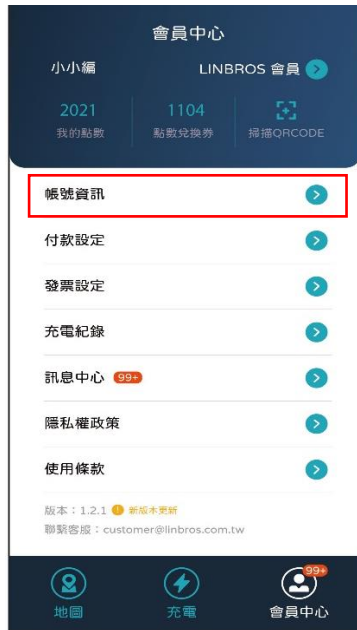 會員中心
小小編 LINBROS 會員
2021 1104
我的點數 點數兌換券 掃描QRCODE
帳號資訊
付款設定
發票設定
充電紀錄
訊息中心 99+
隱私權政策
使用條款
版本：1.2.1 新版本更新
聯繫客服：customer@linbros.com.tw
99+
地圖 充電 會員中心